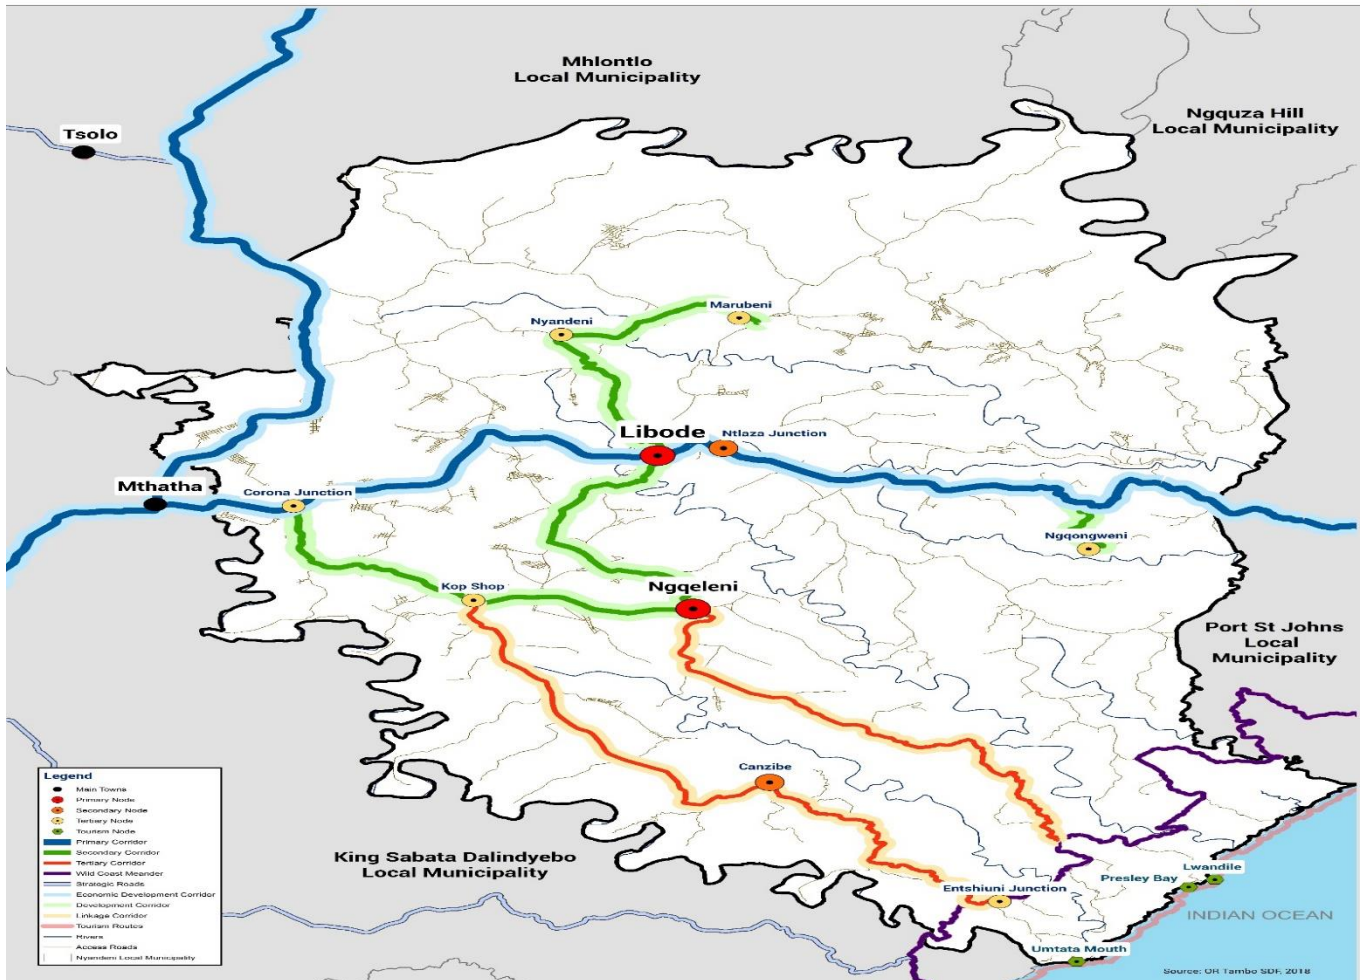 Mhlontlo
Local Municipality
Ngquza Hill
Local Municipality
Tsolo
Marubeni
Nyandeni
Libode
Ntlaza Junction
Mthatha
Corona Junction
Ngqongweni
Kop Shop
Ngqeleni
Port St Johns
Local
Municipality
Canzibe
King Sabata Dalindyebo
Local Municipality
Entshiuni Junction
Presley Bay
Lwandile
INDIAN OCEAN
Umtata Mouth
Legend
Main Towns
Primary Node
Secondary Node
Tertiary Node
Tourism Node
Primary Corridor
Secondary Corridor
Tertiary Corridor
Wild Coast Meander
Strategic Roads
Economic Development Corridor
Development Corridor
Linkage Corridor
Tourism Routes
Rivers
Access Roads
Nyandeni Local Municipality
Source: OR Tambo SDF, 2018